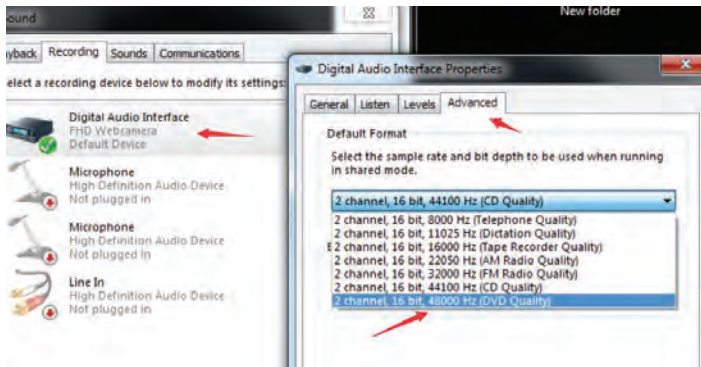 ound
New folder
yback Recording Sounds Communications
elect a recording device below to modify its settings:
Digital Audio Interface
FHD Webcamera
Default Device
Microphone
High Definition Audio Device
Not plugged in
Microphone
High Definition Audio Device
Not plugged in
Line In
High Definition Audio Device
Not plugged in
Digital Audio Interface Properties
General Listen Levels Advanced
Default Format
Select the sample rate and bit depth to be used when running
in shared mode.
2 channel, 16 bit, 44100 Hz (CD Quality)
2 channel, 16 bit, 8000 Hz (Telephone Quality)
2 channel, 16 bit, 11025 Hz (Dictation Quality)
2 channel, 16 bit, 16000 Hz (Tape Recorder Quality)
2 channel, 16 bit, 22050 Hz (AM Radio Quality)
2 channel, 16 bit, 32000 Hz (FM Radio Quality)
2 channel, 16 bit, 44100 Hz (CD Quality)
2 channel, 16 bit, 48000 Hz (DVD Quality)